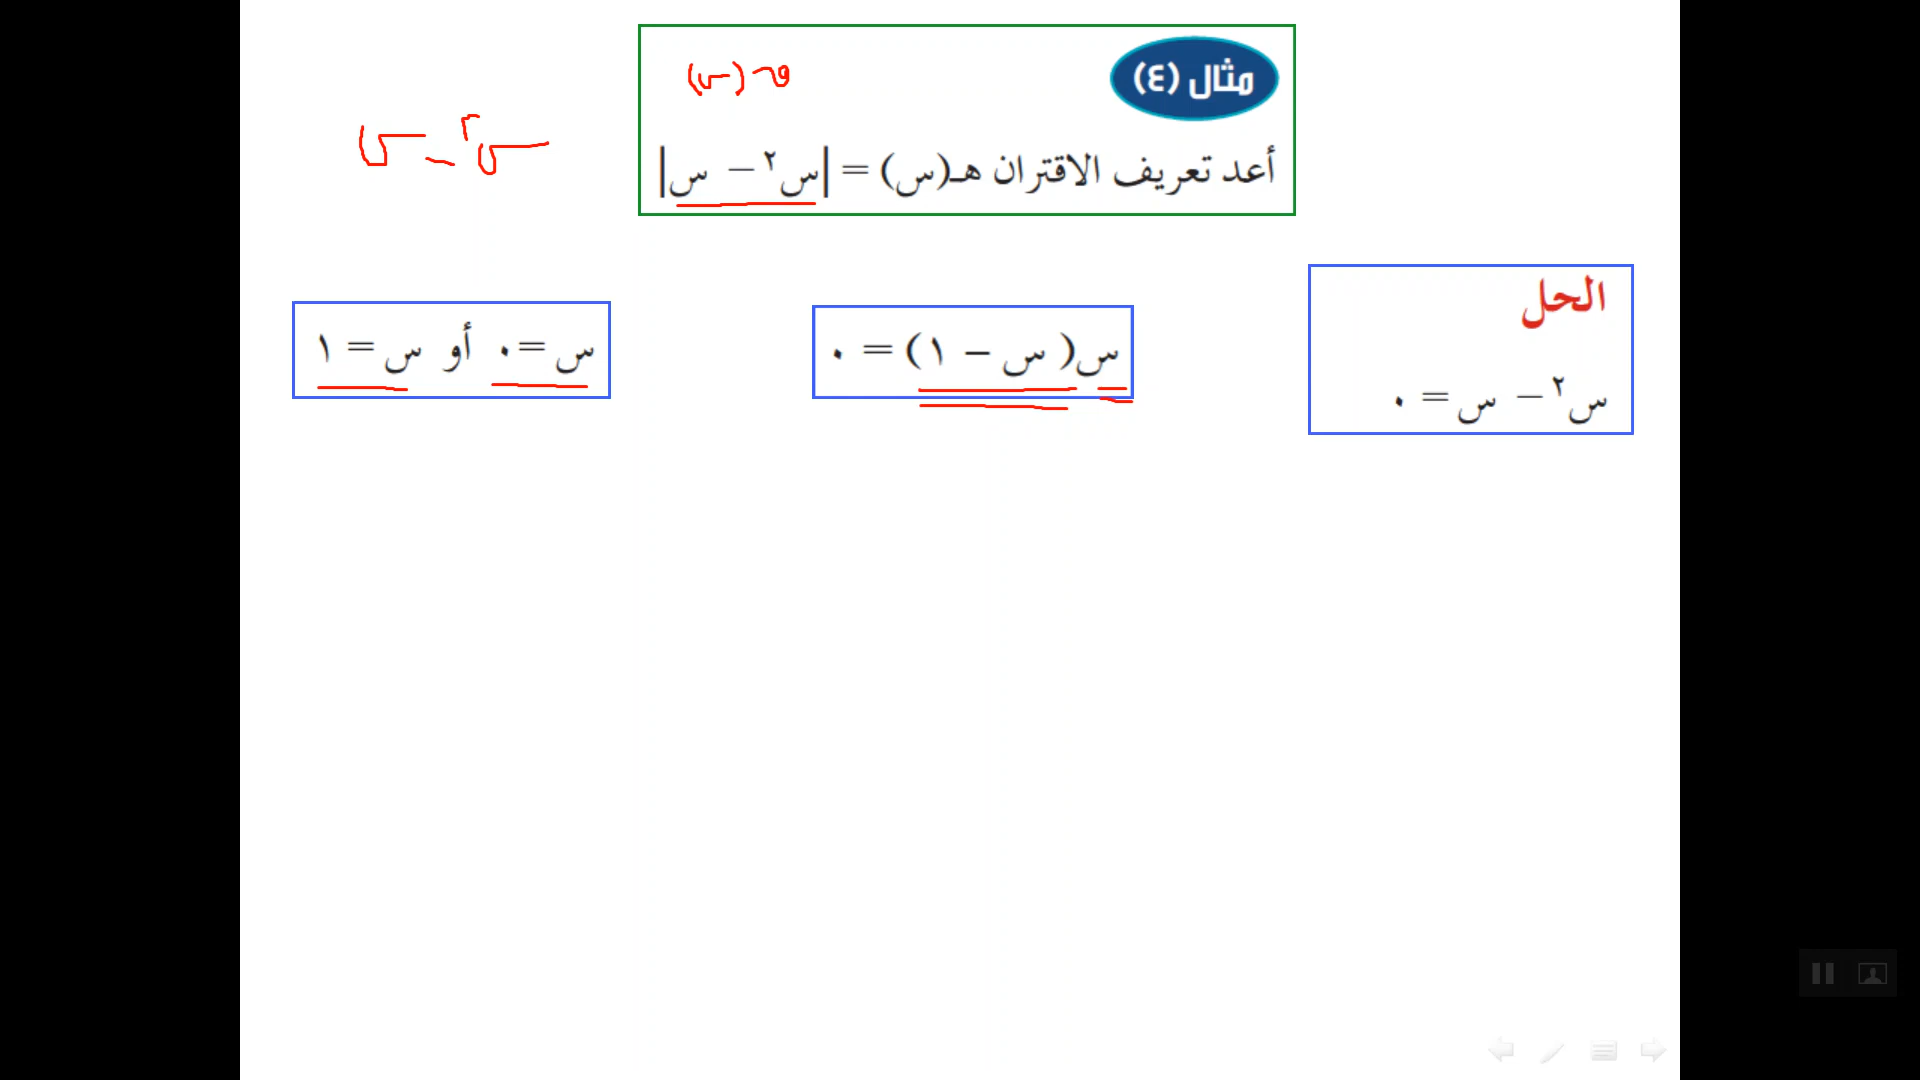 مثال (٤)
ق(س)
س٢ – س
أعد تعريف الاقتران هـ(س) = |س٢ – س|
الحل
س٢ – س = ٠
س( س – ١) = ٠
س = ٠ أو س = ١